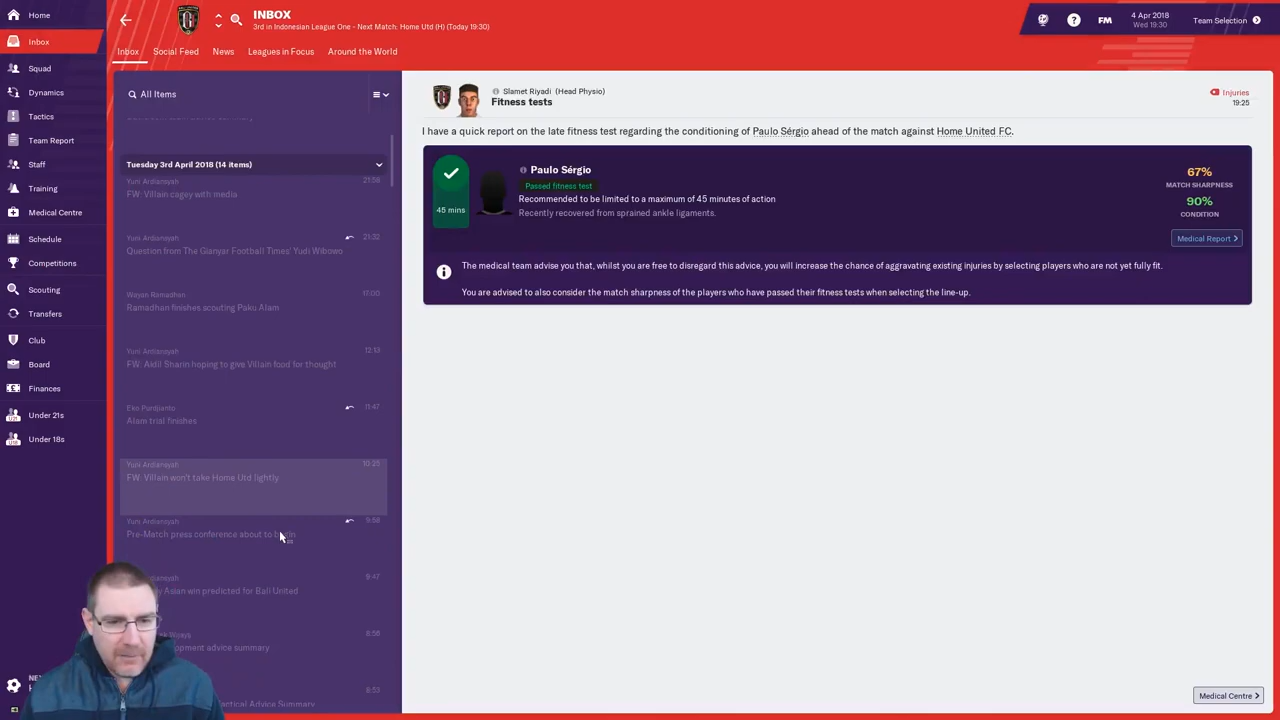 Home
Inbox
Squad
Dynamics
Tactics
Team Report
Staff
Training
Medical Centre
Schedule
Competitions
Scouting
Transfers
Club
Board
Finances
Under 21s
Under 18s
INBOX
3rd in Indonesian League One - Next Match: Home Utd (H) (Today 19:30)
FM
4 Apr 2018
Wed 19:30
Team Selection
Inbox
Social Feed
News
Leagues in Focus
Around the World
All Items
Tuesday 3rd April 2018 (14 items)
Yuni Ardiansyah 21:58
FW: Villain cagey with media
Yuni Ardiansyah 21:32
Question from The Gianyar Football Times' Yudi Wibowo
Wayan Ramadhan 17:00
Ramadhan finishes scouting Paku Alam
Yuni Ardiansyah 12:13
FW: Aidil Sharin hoping to give Villain food for thought
Eko Purdjianto 11:47
Alam trial finishes
Yuni Ardiansyah 10:25
FW: Villain won't take Home Utd lightly
Yuni Ardiansyah 9:58
Pre-Match press conference about to begin
Ardiansyah 9:47
Asian win predicted for Bali United
8:58
opment advice summary
8:53
actical Advice Summary
Slamet Riyadi (Head Physio)
Fitness tests
Injuries
19:25
I have a quick report on the late fitness test regarding the conditioning of Paulo Sérgio ahead of the match against Home United FC.
45 mins
Paulo Sérgio
Passed fitness test
Recommended to be limited to a maximum of 45 minutes of action
Recently recovered from sprained ankle ligaments.
67%
MATCH SHARPNESS
90%
CONDITION
Medical Report
The medical team advise you that, whilst you are free to disregard this advice, you will increase the chance of aggravating existing injuries by selecting players who are not yet fully fit.
You are advised to also consider the match sharpness of the players who have passed their fitness tests when selecting the line-up.
Medical Centre